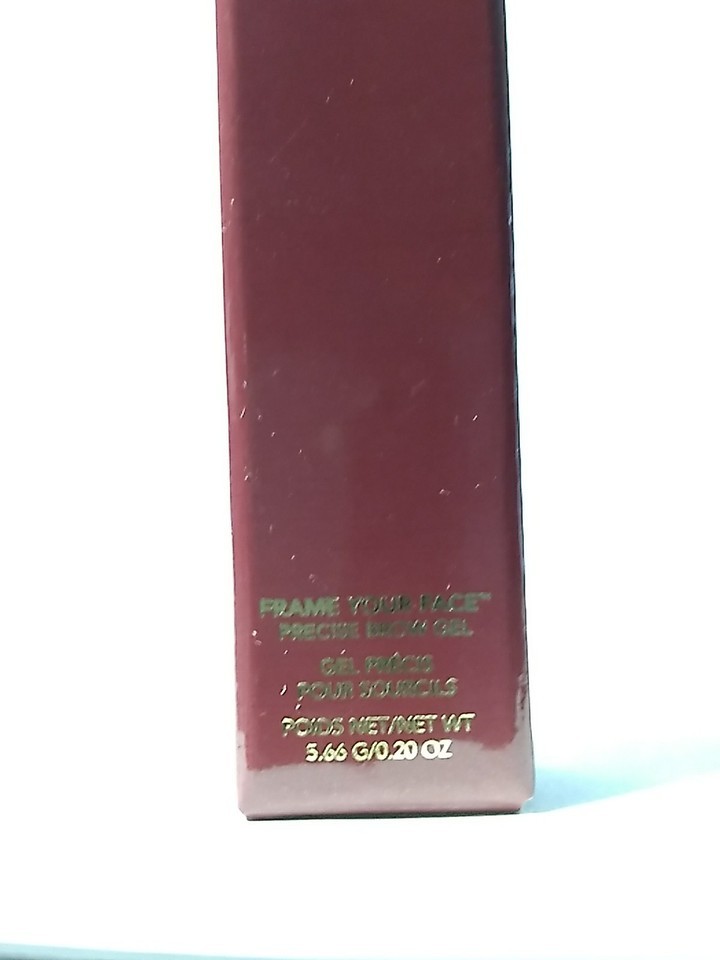 FRAME YOUR FACE™
PRECISE BROW GEL
GEL PRÉCIS
POUR SOURCILS
POIDS NET/NET WT
5.66 G/0.20 OZ